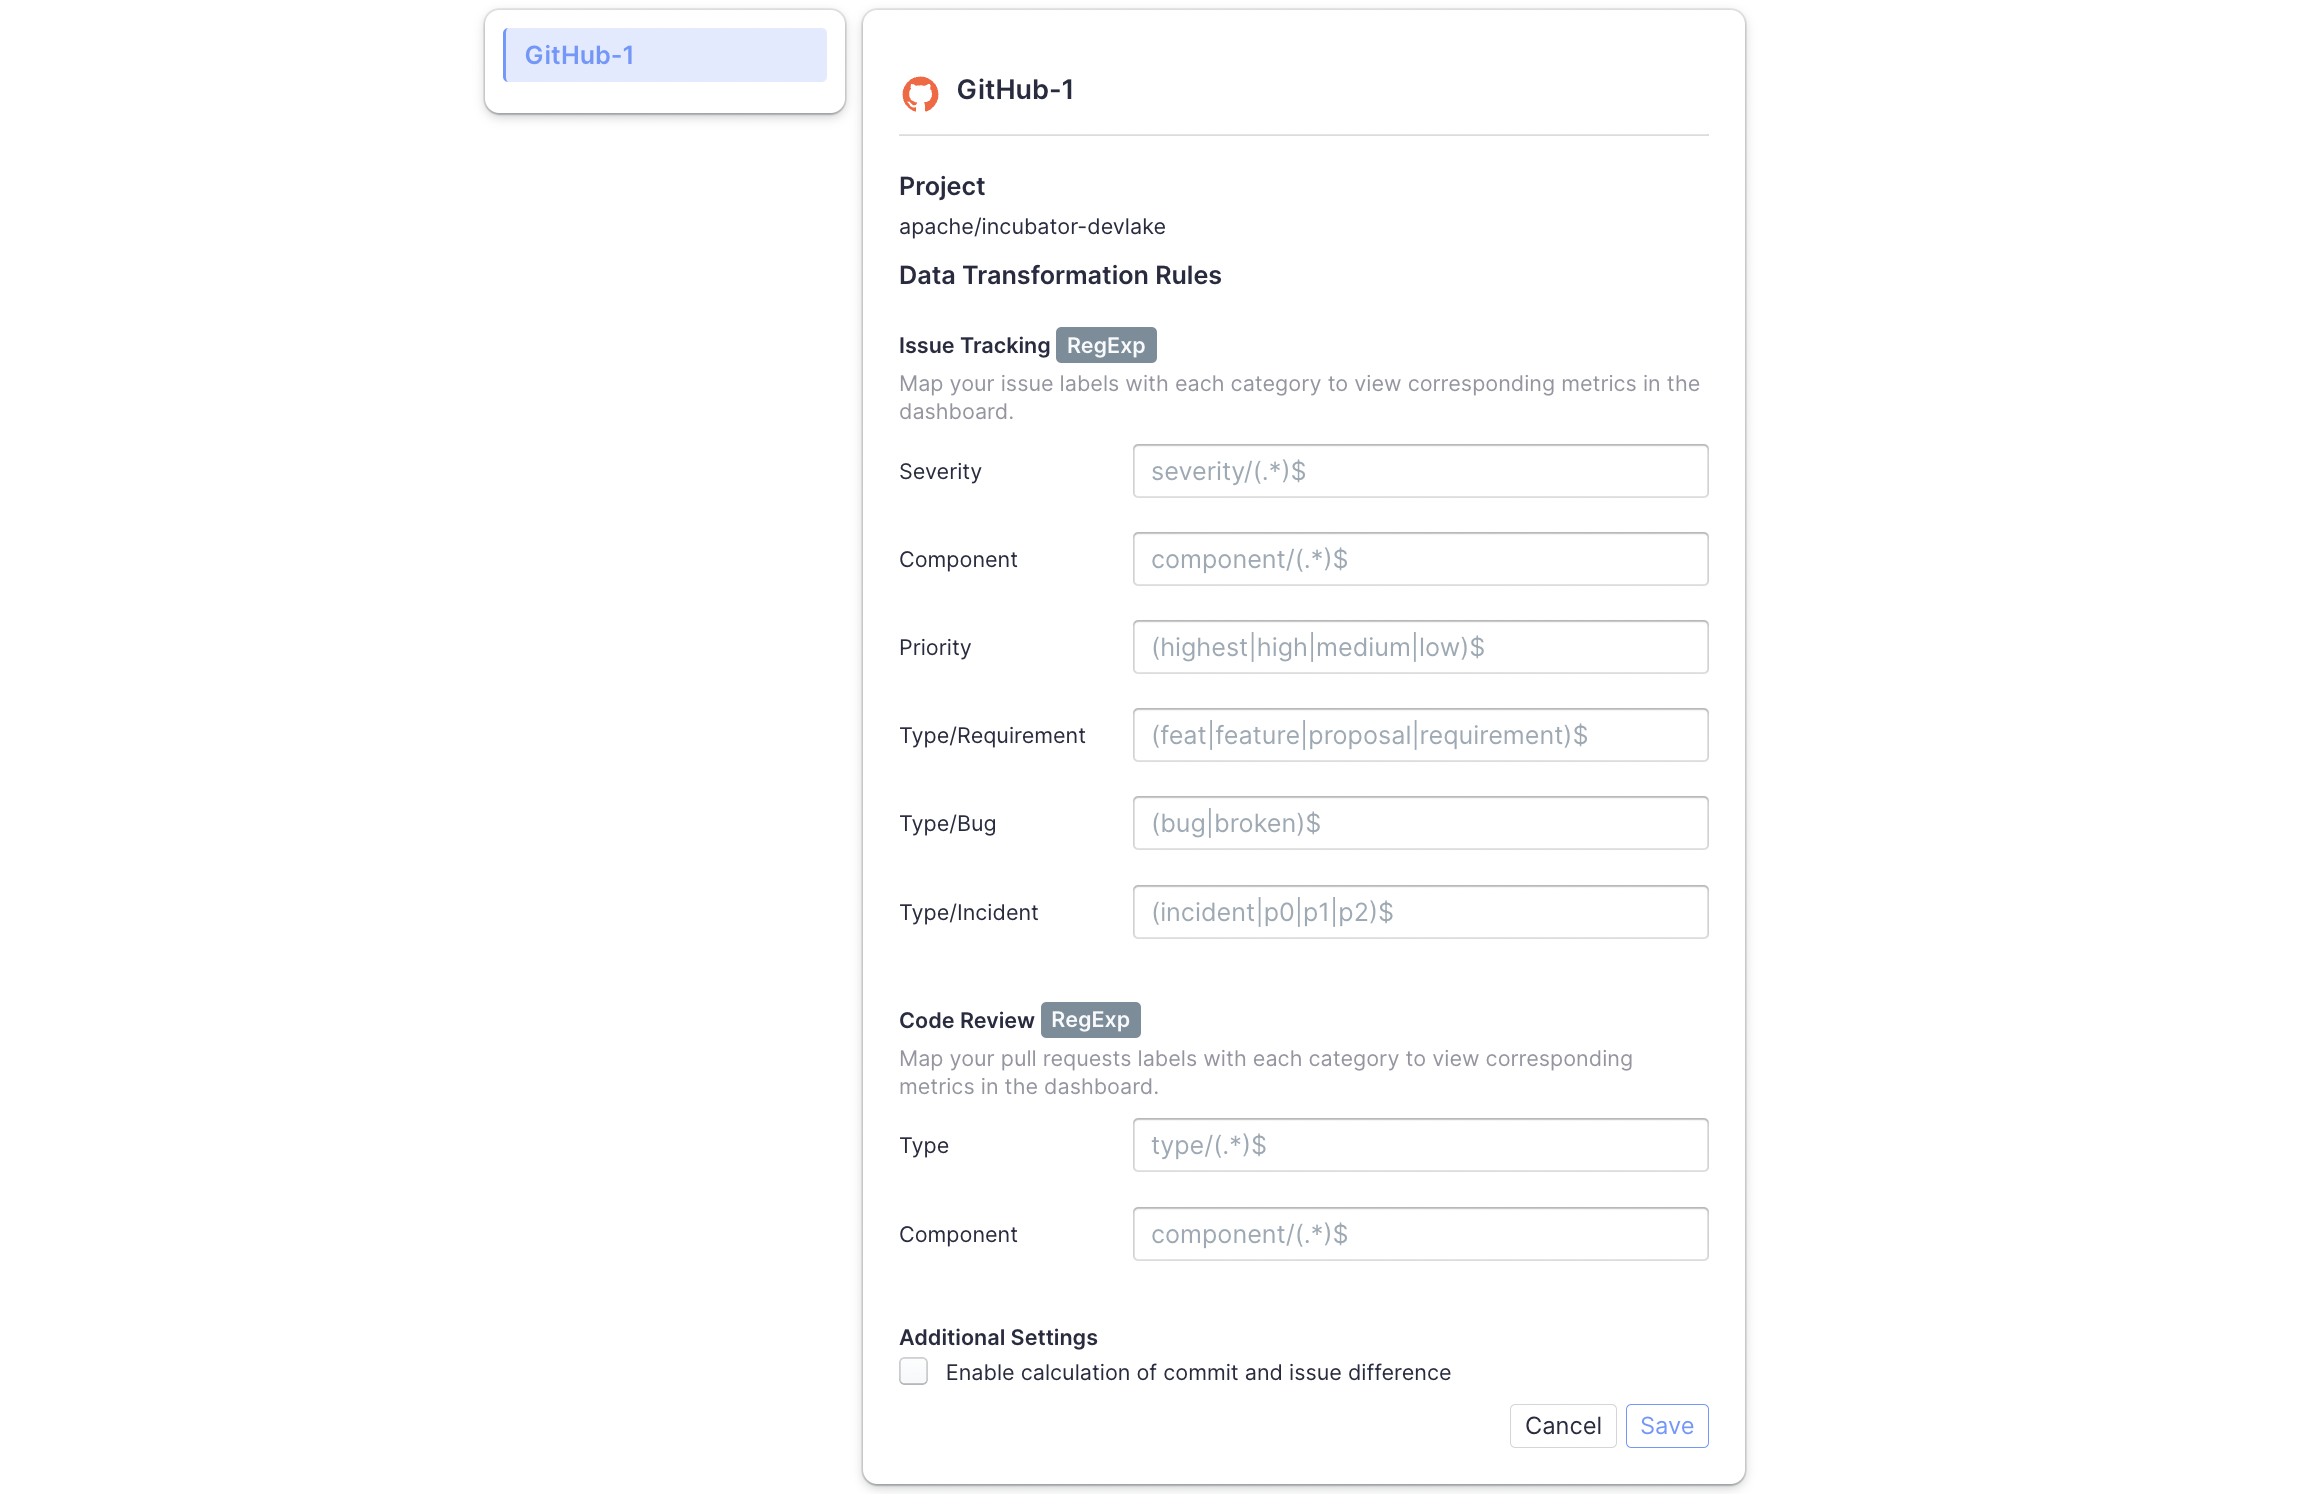 GitHub-1
GitHub-1
Project
apache/incubator-devlake
Data Transformation Rules
Issue Tracking RegExp
Map your issue labels with each category to view corresponding metrics in the
dashboard.
Severity severity/(.*)$
Component component/(.*)$
Priority (highest|high|medium|low)$
Type/Requirement (feat|feature|proposal|requirement)$
Type/Bug (bug|broken)$
Type/Incident (incident|p0|p1|p2)$
Code Review RegExp
Map your pull requests labels with each category to view corresponding
metrics in the dashboard.
Type type/(.*)$
Component component/(.*)$
Additional Settings
Enable calculation of commit and issue difference
Cancel Save